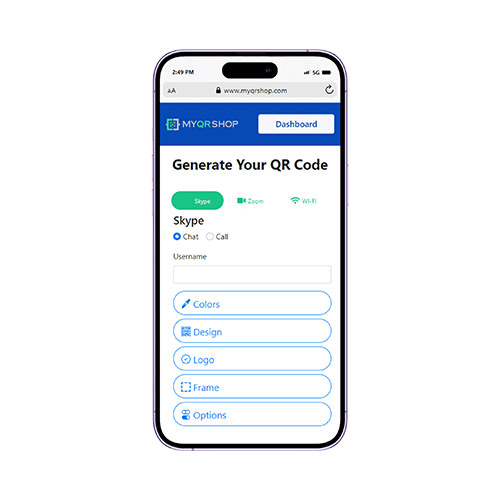 2:49 PM 5G
AA www.myqrshop.com
MYQRSHOP Dashboard
Generate Your QR Code
Skype Zoom Wi-Fi
Skype
Chat Call
Username
Colors
Design
Logo
Frame
Options